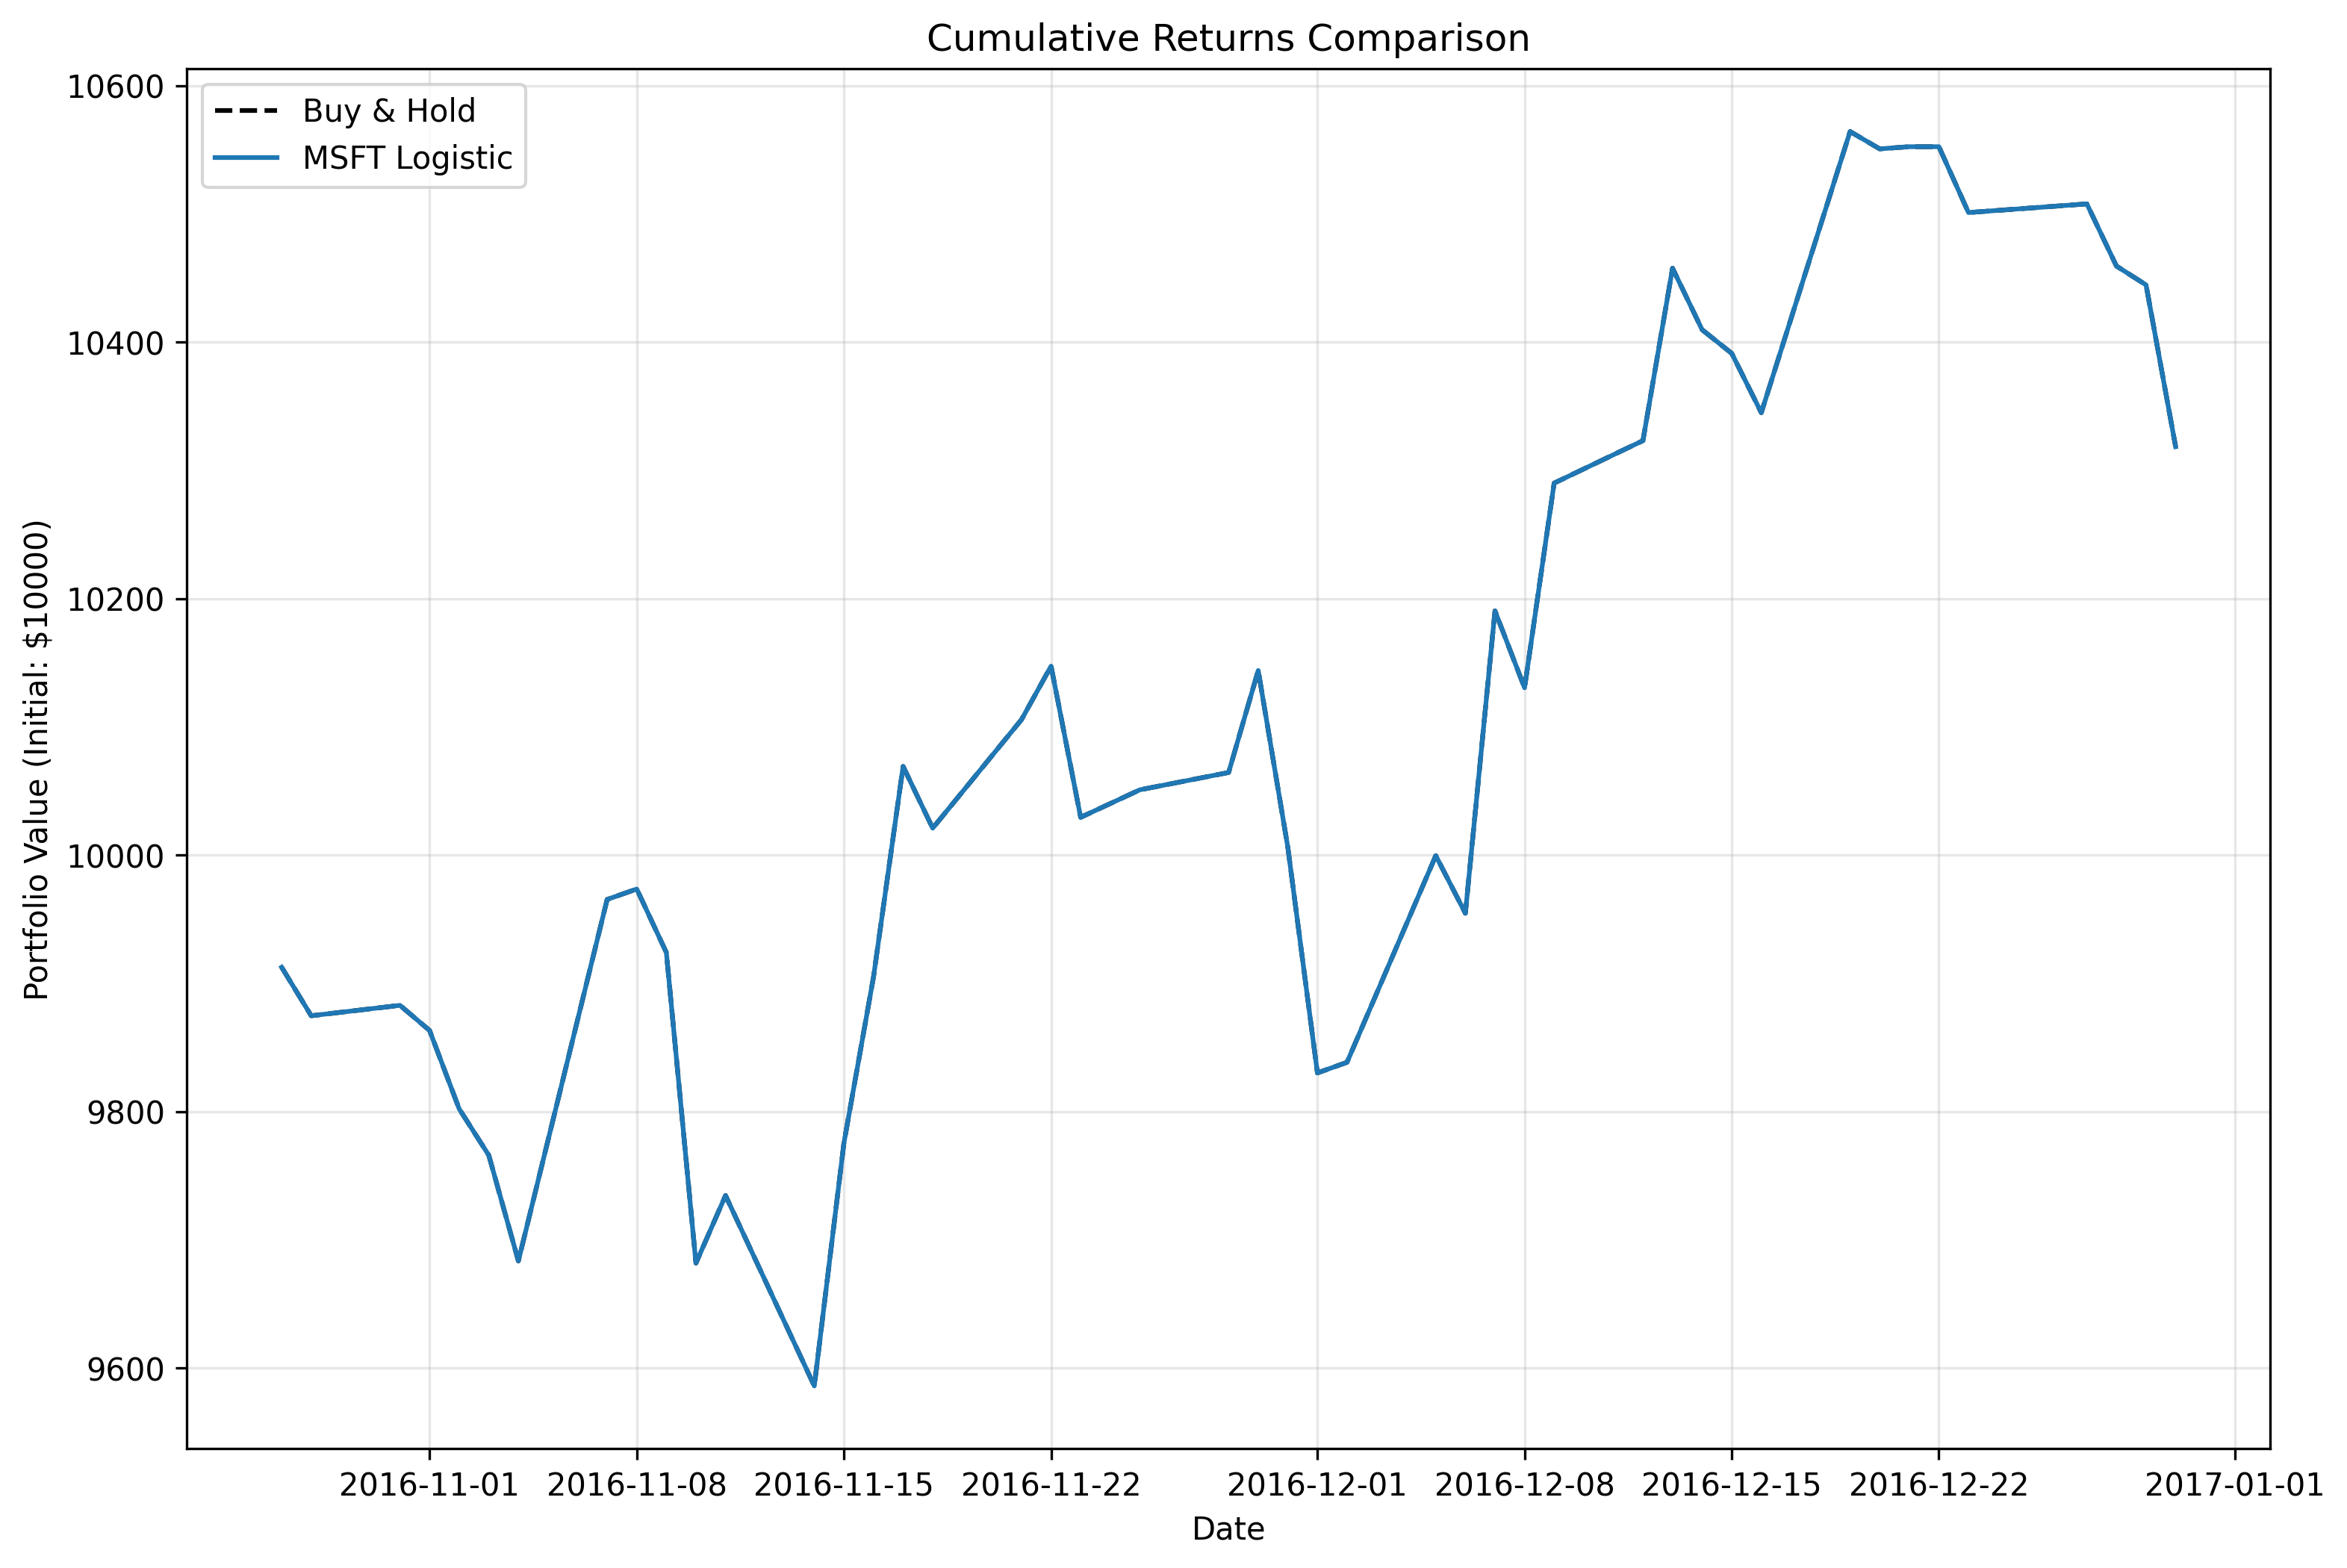 Cumulative Returns Comparison
Buy & Hold
MSFT Logistic
Portfolio Value (Initial: $10000)
10600
10400
10200
10000
9800
9600
2016-11-01 2016-11-08 2016-11-15 2016-11-22 2016-12-01 2016-12-08 2016-12-15 2016-12-22 2017-01-01
Date